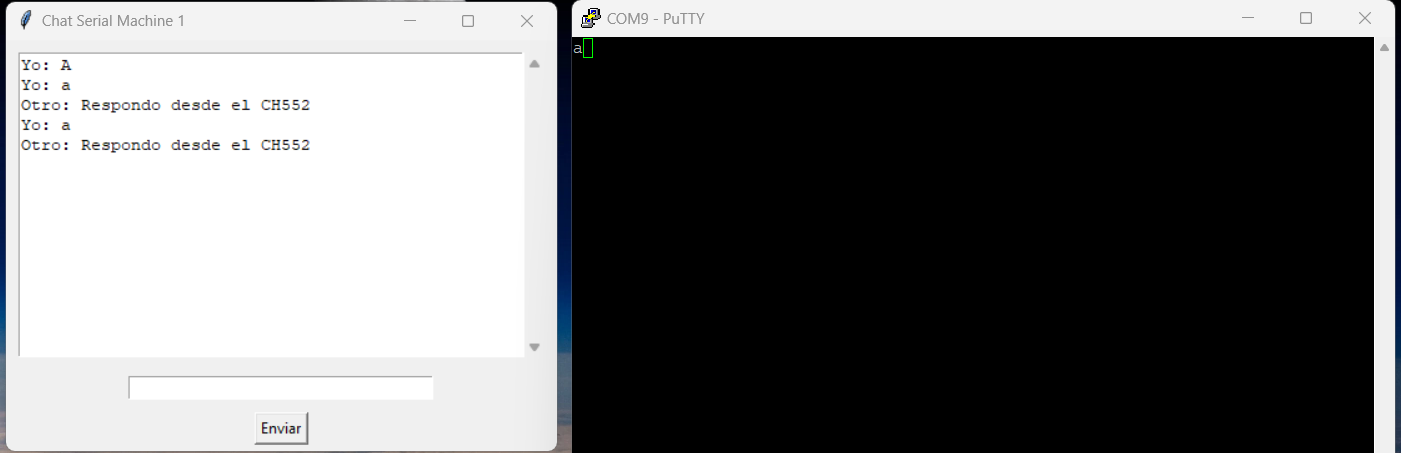 Chat Serial Machine 1
Yo: A
Yo: a
Otro: Respondo desde el CH552
Yo: a
Otro: Respondo desde el CH552
Enviar
COM9 - PuTTY
a